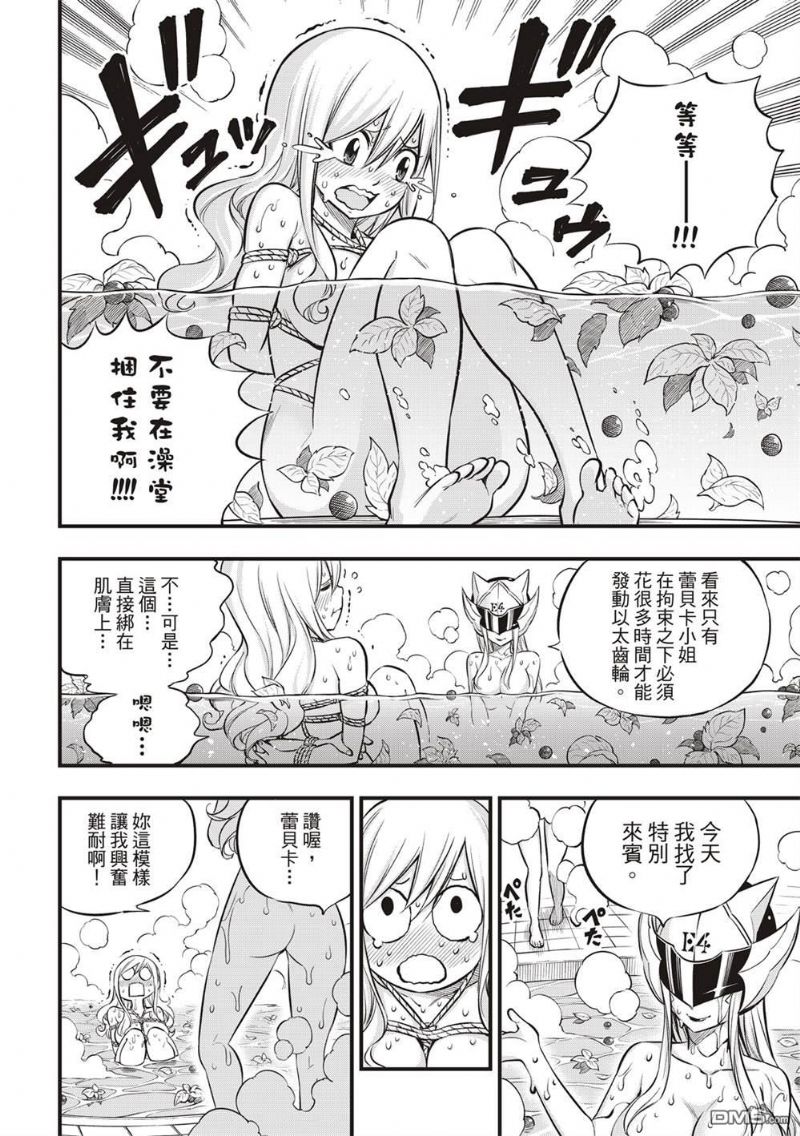 等等——!!!
ギュウ
ギュッ
不要在澡堂
捆住我啊!!!!
看來只有
蕾貝卡小姐
在拘束之下必須
花很多時間才能
發動以太齒輪。
E4
不…可是…
這個…
直接綁在
肌膚上…
嗯嗯…
今天
我找了
特別
來賓。
ぺた
ぺた
E4
讚喔，
蕾貝卡…
妳這模樣
讓我興奮
難耐啊！
DM5
www.dm5.com